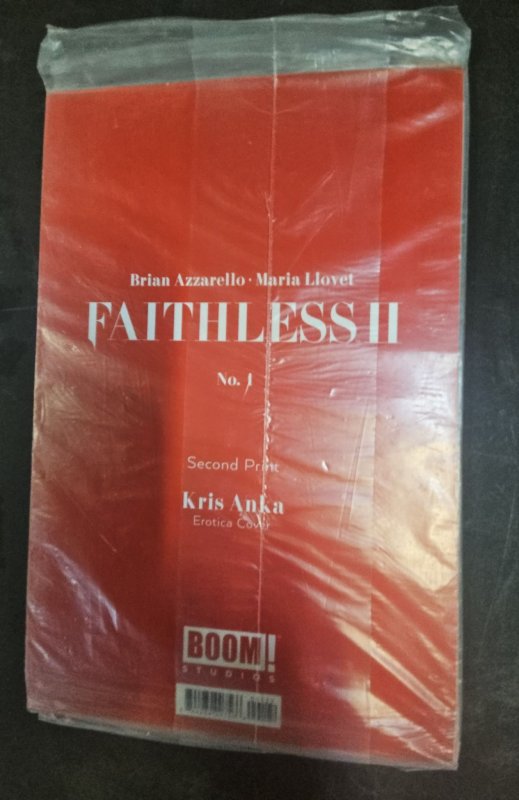 Brian Azzarello · Maria Llovet
FAITHLESS II
No. 1
Second Print
Kris Anka
Erotica Cover
BOOM!
STUDIOS